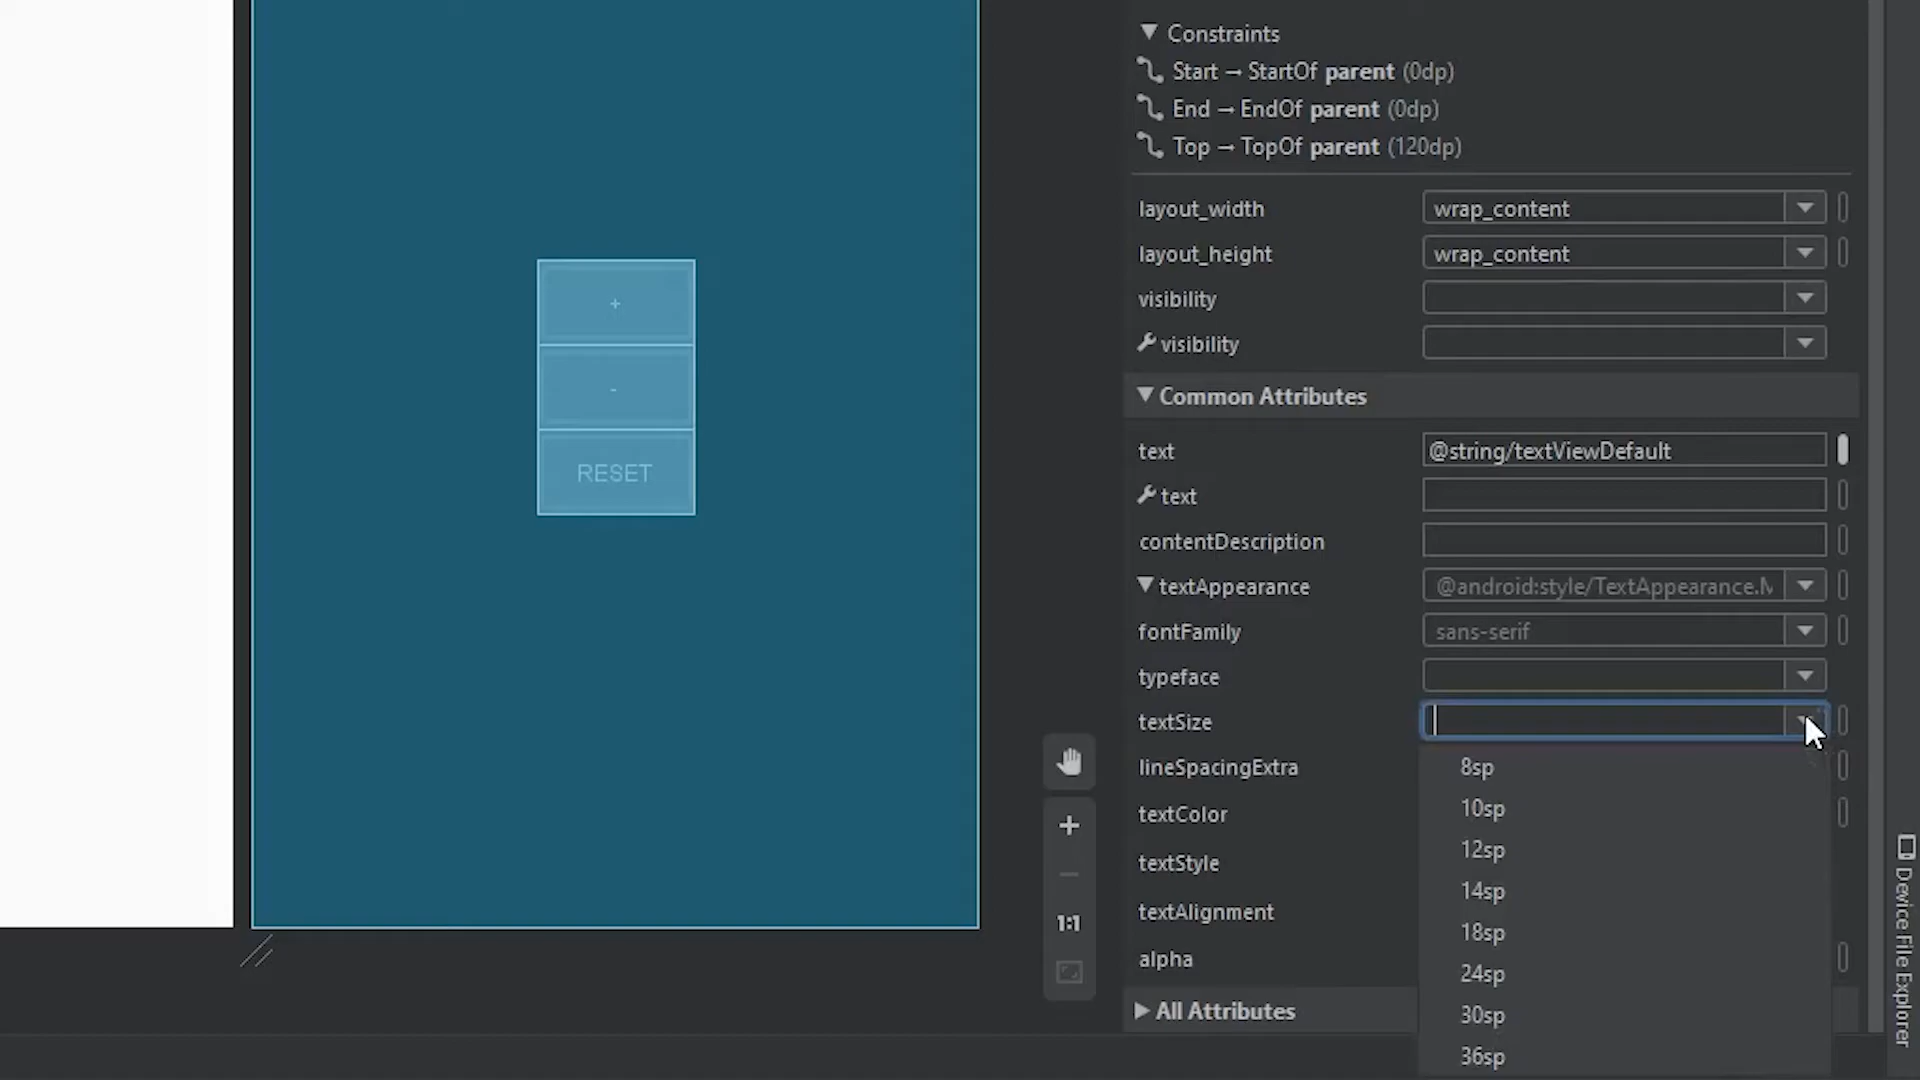 +
-
RESET
1:1
Constraints
Start → StartOf parent (0dp)
End → EndOf parent (0dp)
Top → TopOf parent (120dp)
layout_width wrap_content
layout_height wrap_content
visibility
visibility
Common Attributes
text @string/textViewDefault
text
contentDescription
textAppearance @android:style/TextAppearance.M
fontFamily sans-serif
typeface
textSize
lineSpacingExtra
textColor
textStyle
textAlignment
alpha
All Attributes
8sp
10sp
12sp
14sp
18sp
24sp
30sp
36sp
Device File Explorer